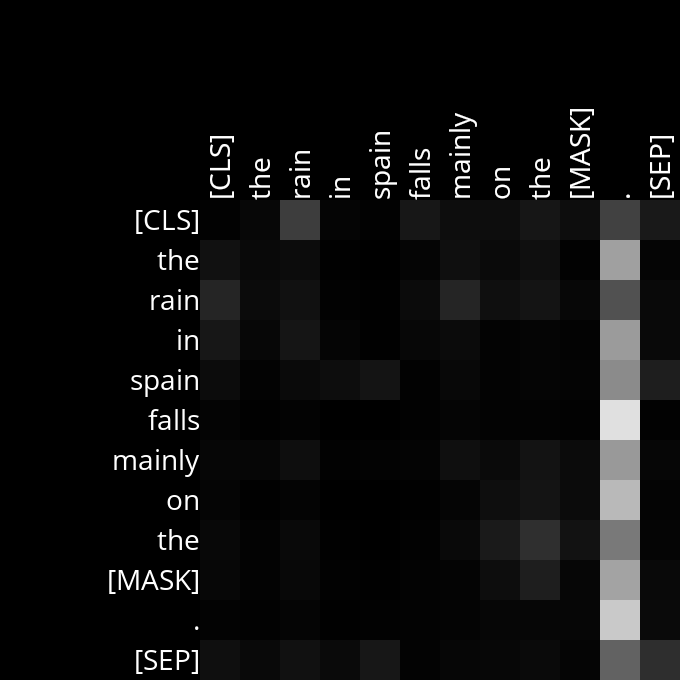 [CLS] the rain in spain falls mainly on the [MASK] . [SEP]
[CLS]
the
rain
in
spain
falls
mainly
on
the
[MASK]
.
[SEP]